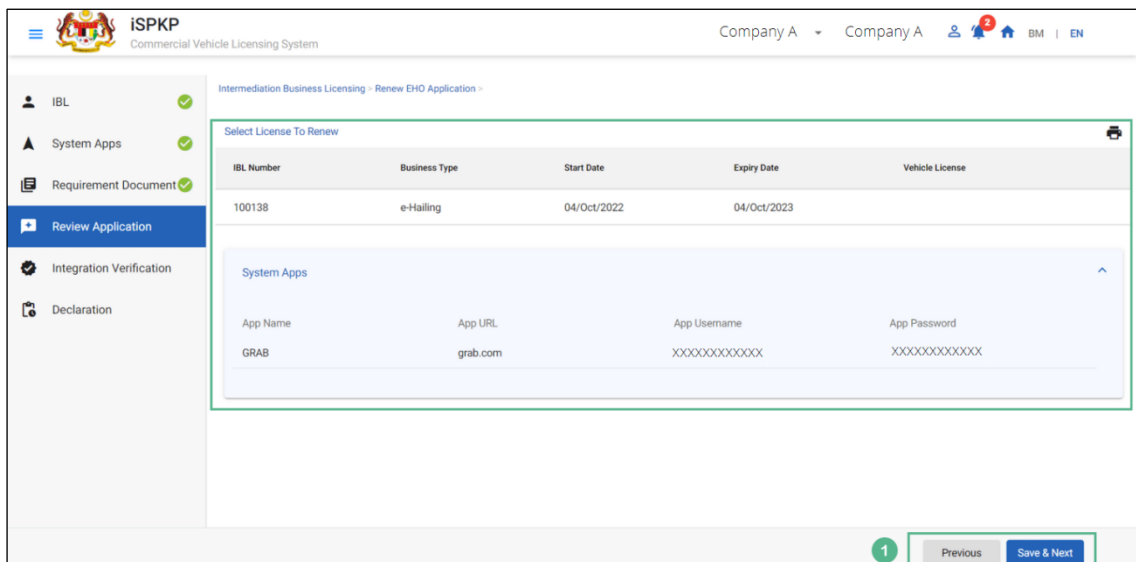 iSPKP
Commercial Vehicle Licensing System
Company A Company A 2 BM | EN
IBL
System Apps
Requirement Document
Review Application
Integration Verification
Declaration
Intermediation Business Licensing > Renew EHO Application >
Select License To Renew
IBL Number Business Type Start Date Expiry Date Vehicle License
100138 e-Hailing 04/Oct/2022 04/Oct/2023
System Apps
App Name App URL App Username App Password
GRAB grab.com XXXXXXXXXXXX XXXXXXXXXXXX
1 Previous Save & Next